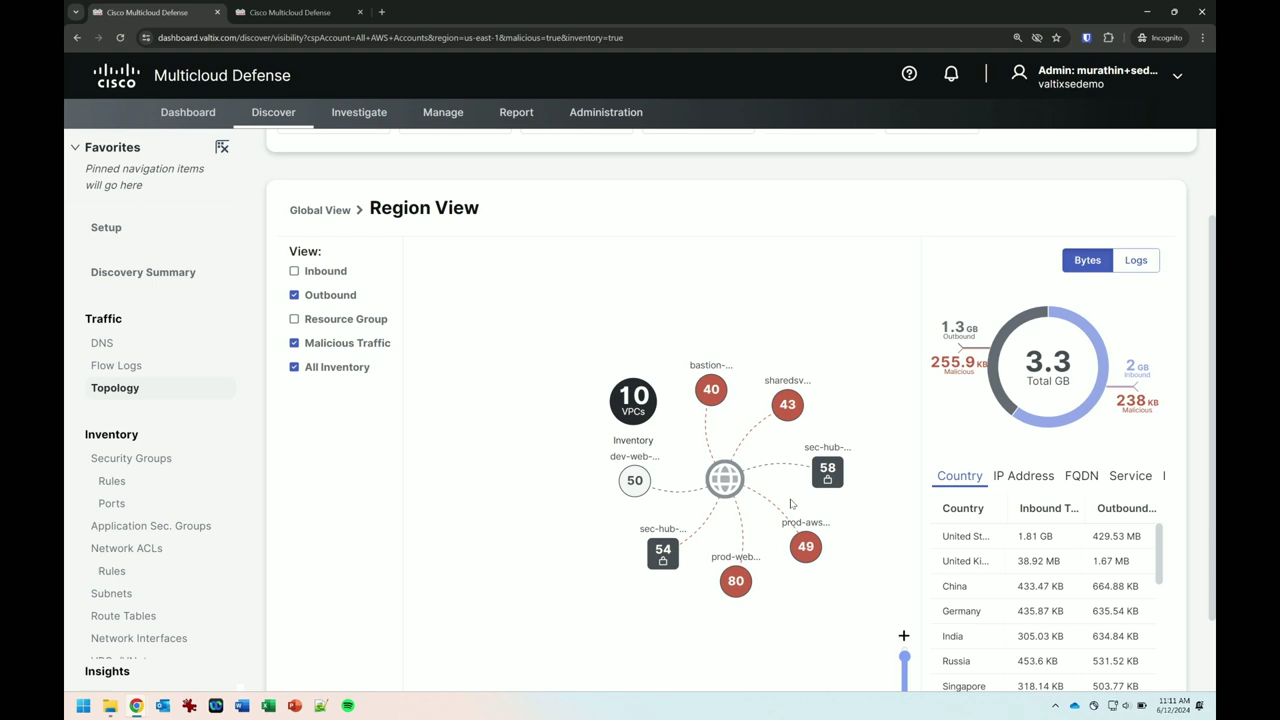 Cisco Multicloud Defense
Cisco Multicloud Defense
dashboard.valtix.com/discover/visibility?cspAccount=All+AWS+Accounts&region=us-east-1&malicious=true&inventory=true
Incognito
CISCO
Multicloud Defense
Admin: murathin+sed...
valtixsedemo
Dashboard
Discover
Investigate
Manage
Report
Administration
Favorites
Pinned navigation items
will go here
Setup
Discovery Summary
Traffic
DNS
Flow Logs
Topology
Inventory
Security Groups
Rules
Ports
Application Sec. Groups
Network ACLs
Rules
Subnets
Route Tables
Network Interfaces
Insights
Global View > Region View
View:
Inbound
Outbound
Resource Group
Malicious Traffic
All Inventory
10
VPCs
Inventory
bastion-...
40
sharedsv...
43
sec-hub-...
58
dev-web-...
50
prod-aws...
49
sec-hub-...
54
prod-web...
80
+
Bytes
Logs
1.3 GB
Outbound
255.9 KB
Malicious
3.3
Total GB
2 GB
Inbound
238 KB
Malicious
Country IP Address FQDN Service
Country Inbound T... Outbound...
United St... 1.81 GB 429.53 MB
United Ki... 38.92 MB 1.67 MB
China 433.47 KB 664.88 KB
Germany 435.87 KB 635.54 KB
India 305.03 KB 634.84 KB
Russia 453.6 KB 531.52 KB
Singapore 318.14 KB 503.77 KB
11:11 AM
6/12/2024